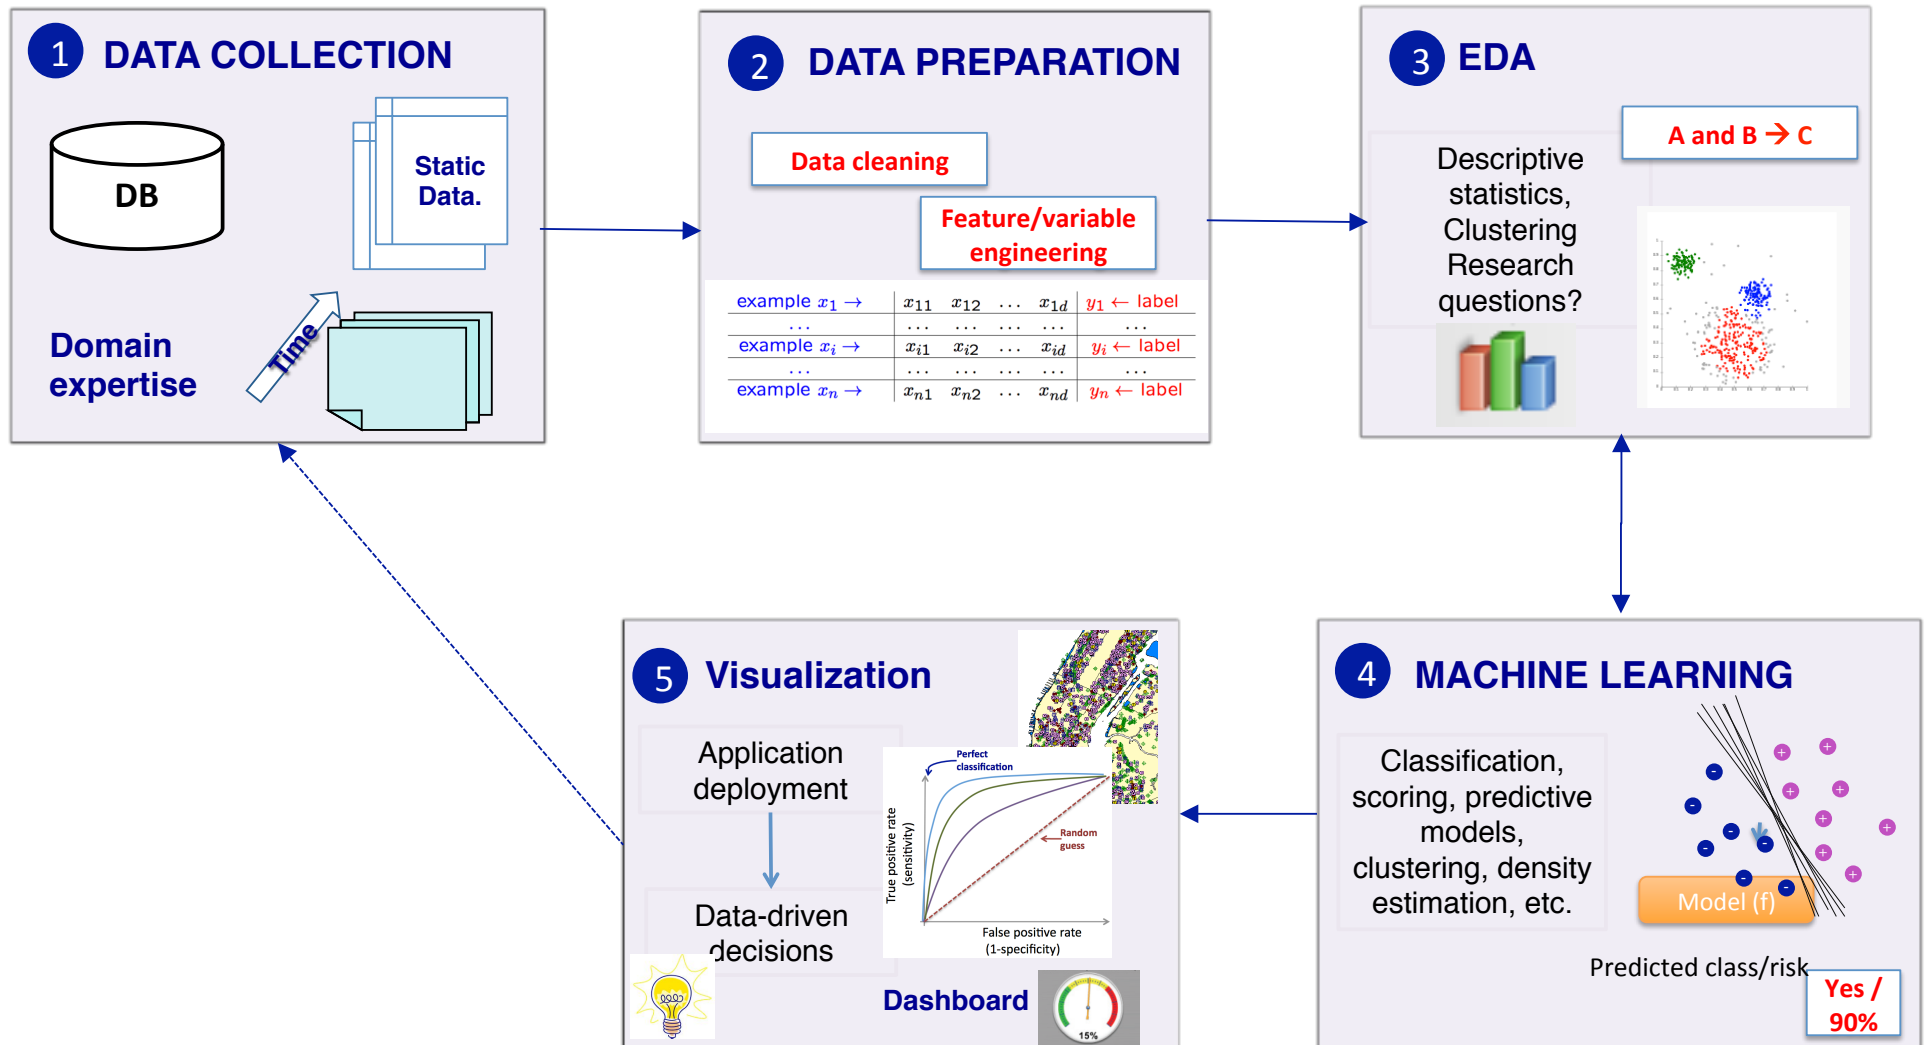 1 DATA COLLECTION
DB
Static
Data.
Domain
expertise
Time
2 DATA PREPARATION
Data cleaning
Feature/variable
engineering
example x₁ → x₁₁ x₁₂ … x₁d y₁ ← label
… … … … … …
example xᵢ → xᵢ₁ xᵢ₂ … xᵢd yᵢ ← label
… … … … … …
example xₙ → xₙ₁ xₙ₂ … xₙd yₙ ← label
3 EDA
A and B → C
Descriptive
statistics,
Clustering
Research
questions?
4 MACHINE LEARNING
Classification,
scoring, predictive
models,
clustering, density
estimation, etc.
Model (f)
Predicted class/risk
Yes /
90%
5 Visualization
Application
deployment
Data-driven
decisions
Perfect
classification
Random
guess
True positive rate
(sensitivity)
False positive rate
(1-specificity)
Dashboard
15%